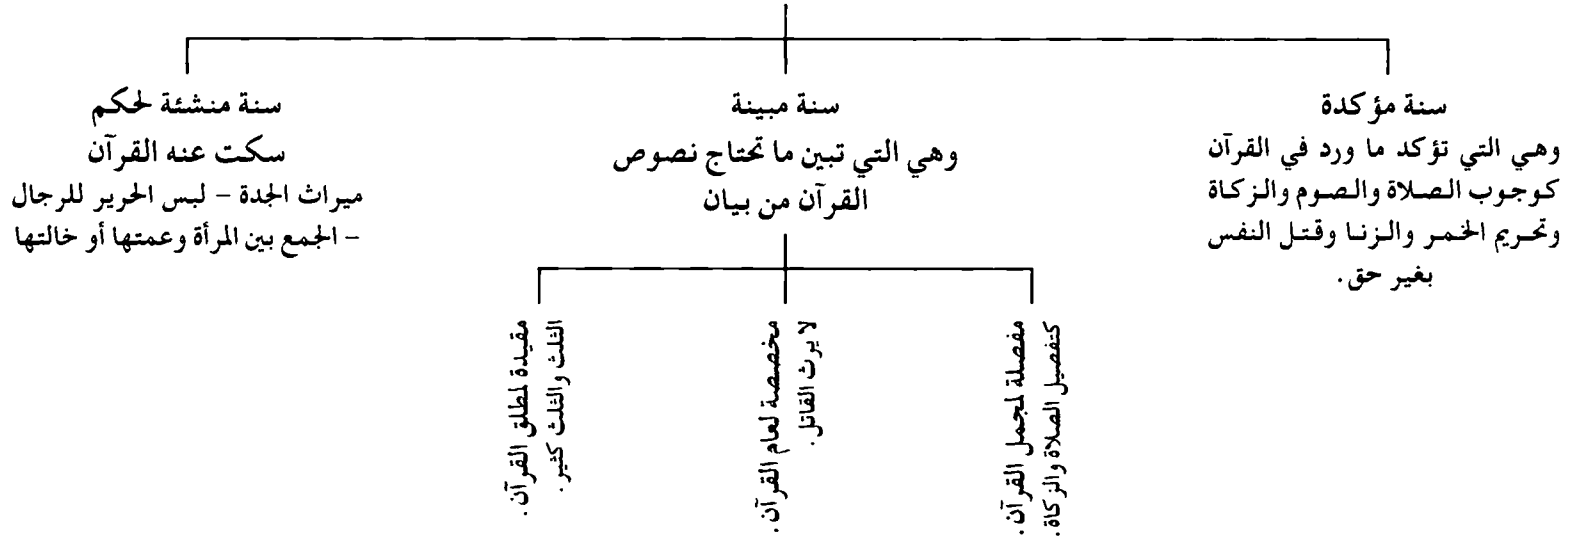 سنة مؤكدة
وهي التي تؤكد ما ورد في القرآن
كوجوب الصلاة والصوم والزكاة
وتحريم الخمر والزنا وقتل النفس
بغير حق.
سنة مبينة
وهي التي تبين ما تحتاج نصوص
القرآن من بيان
سنة منشئة لحكم
سكت عنه القرآن
ميراث الجدة – لبس الحرير للرجال
– الجمع بين المرأة وعمتها أو خالتها
مفصلة لمجمل القرآن.
كتفصيل الصلاة والزكاة.
مخصصة لعام القرآن.
لا يرث القاتل.
مقيدة لمطلق القرآن.
الثلث والثلث كثير.